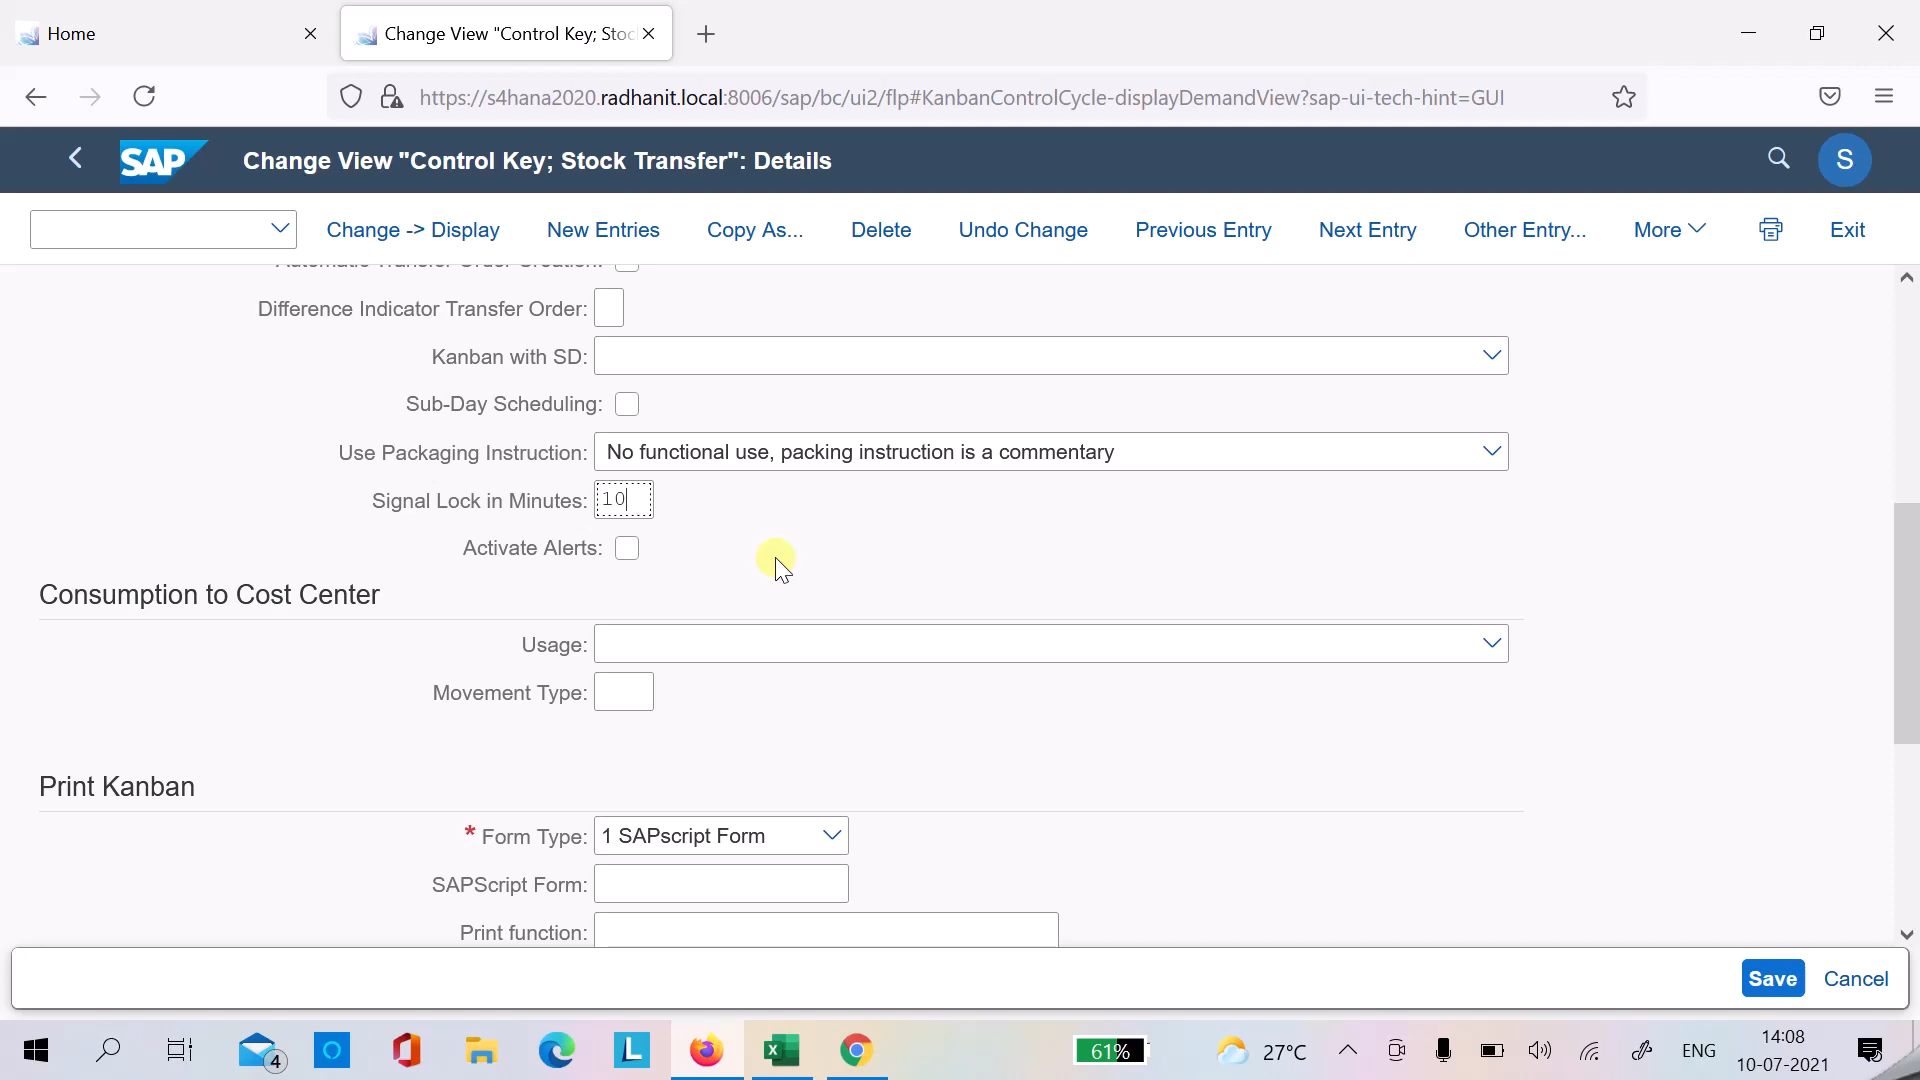 Home
Change View "Control Key; Stoc
https://s4hana2020.radhanit.local:8006/sap/bc/ui2/flp#KanbanControlCycle-displayDemandView?sap-ui-tech-hint=GUI
SAP Change View "Control Key; Stock Transfer": Details S
Change -> Display New Entries Copy As... Delete Undo Change Previous Entry Next Entry Other Entry... More Exit
Automatic Transfer Order Creation:
Difference Indicator Transfer Order:
Kanban with SD:
Sub-Day Scheduling:
Use Packaging Instruction: No functional use, packing instruction is a commentary
Signal Lock in Minutes: 10
Activate Alerts:
Consumption to Cost Center
Usage:
Movement Type:
Print Kanban
* Form Type: 1 SAPscript Form
SAPScript Form:
Print function:
Save Cancel
4 L 61% 27°C ENG 14:08
10-07-2021